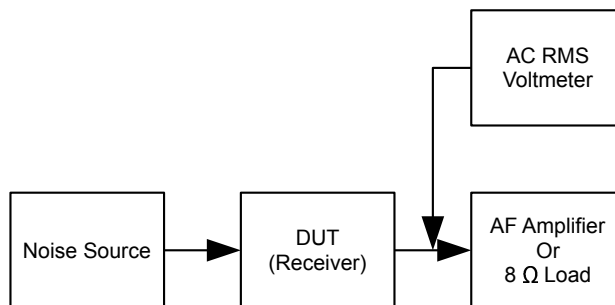 AC RMS
Voltmeter
Noise Source
DUT
(Receiver)
AF Amplifier
Or
8 Ω Load